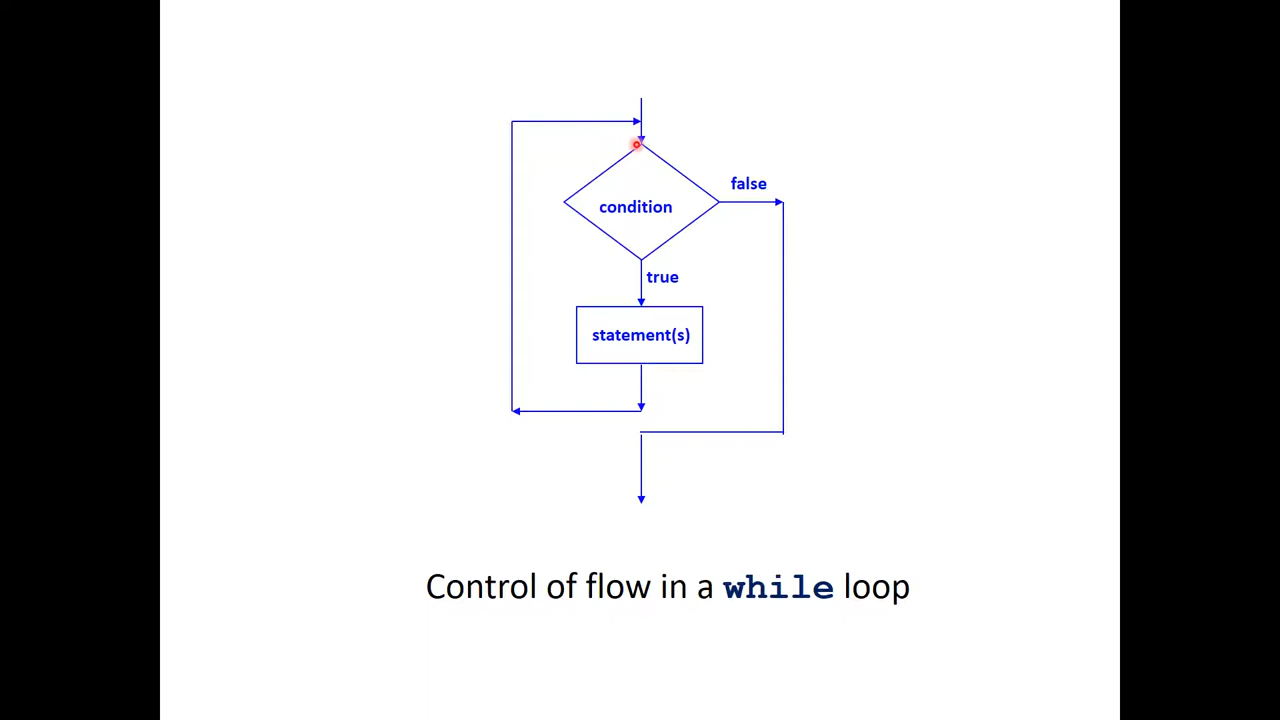 false
condition
true
statement(s)
Control of flow in a while loop